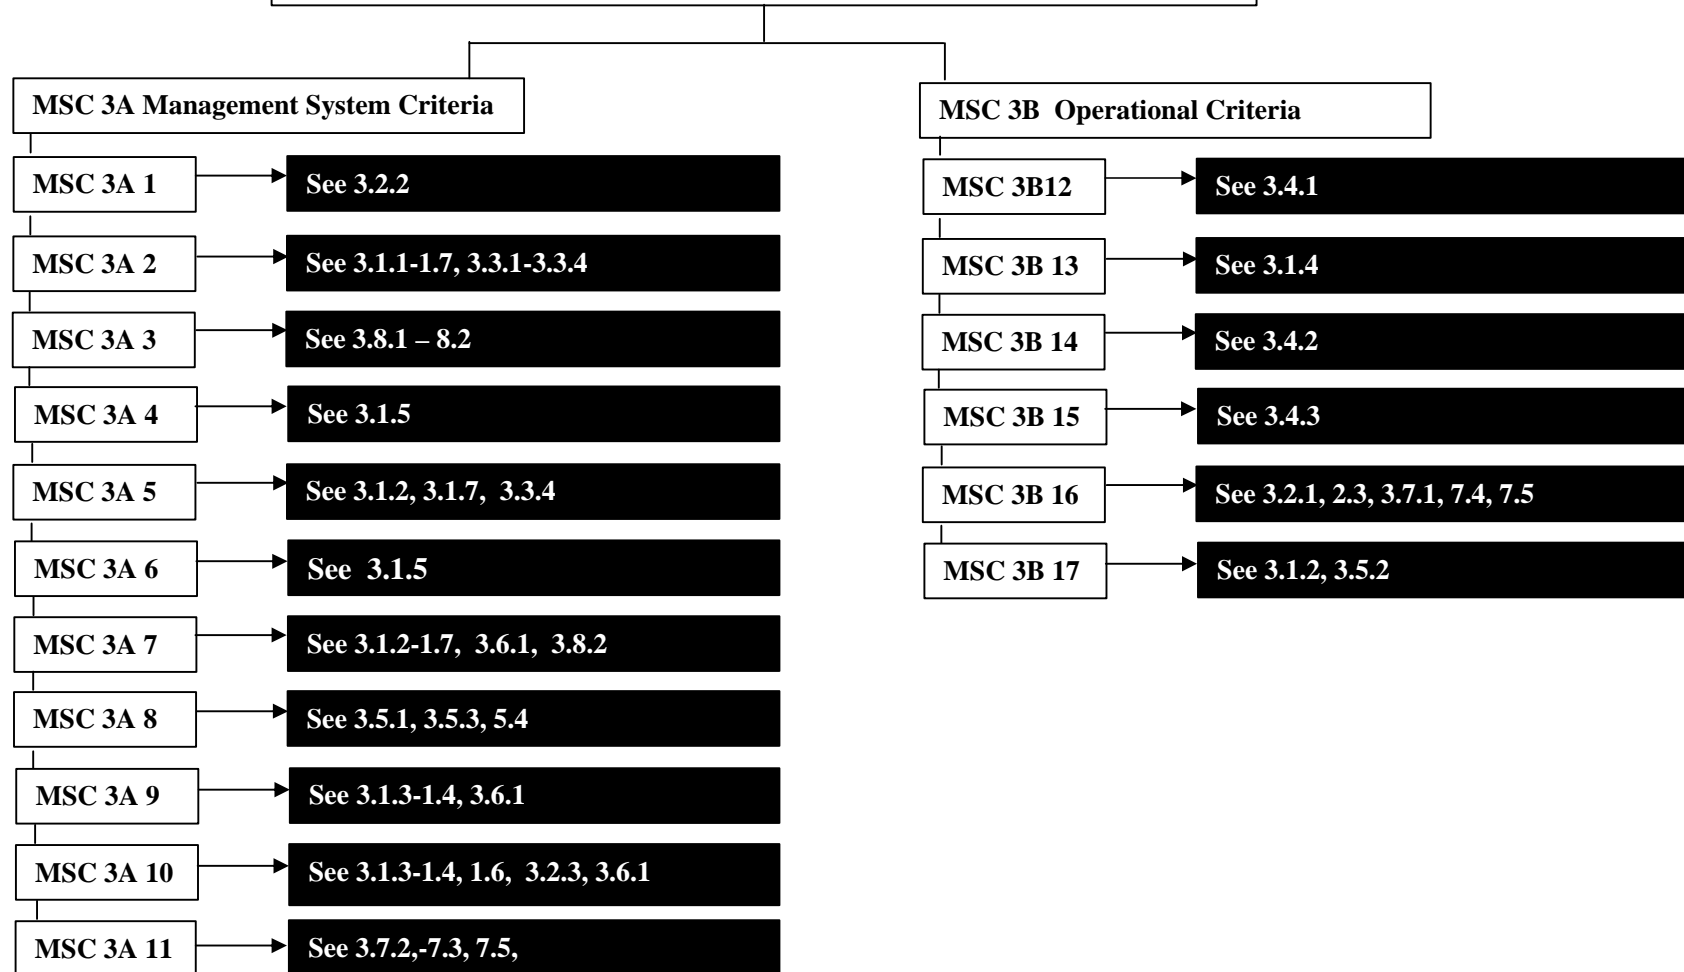 MSC 3A Management System Criteria
MSC 3A 1
See 3.2.2
MSC 3A 2
See 3.1.1-1.7, 3.3.1-3.3.4
MSC 3A 3
See 3.8.1 – 8.2
MSC 3A 4
See 3.1.5
MSC 3A 5
See 3.1.2, 3.1.7, 3.3.4
MSC 3A 6
See 3.1.5
MSC 3A 7
See 3.1.2-1.7, 3.6.1, 3.8.2
MSC 3A 8
See 3.5.1, 3.5.3, 5.4
MSC 3A 9
See 3.1.3-1.4, 3.6.1
MSC 3A 10
See 3.1.3-1.4, 1.6, 3.2.3, 3.6.1
MSC 3A 11
See 3.7.2,-7.3, 7.5,
MSC 3B Operational Criteria
MSC 3B12
See 3.4.1
MSC 3B 13
See 3.1.4
MSC 3B 14
See 3.4.2
MSC 3B 15
See 3.4.3
MSC 3B 16
See 3.2.1, 2.3, 3.7.1, 7.4, 7.5
MSC 3B 17
See 3.1.2, 3.5.2